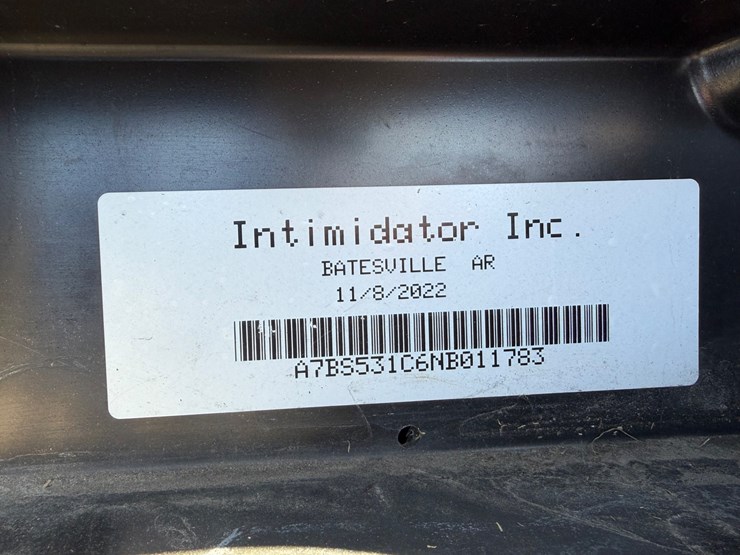 Intimidator Inc.
BATESVILLE AR
11/8/2022
A7BS531C6NB011783